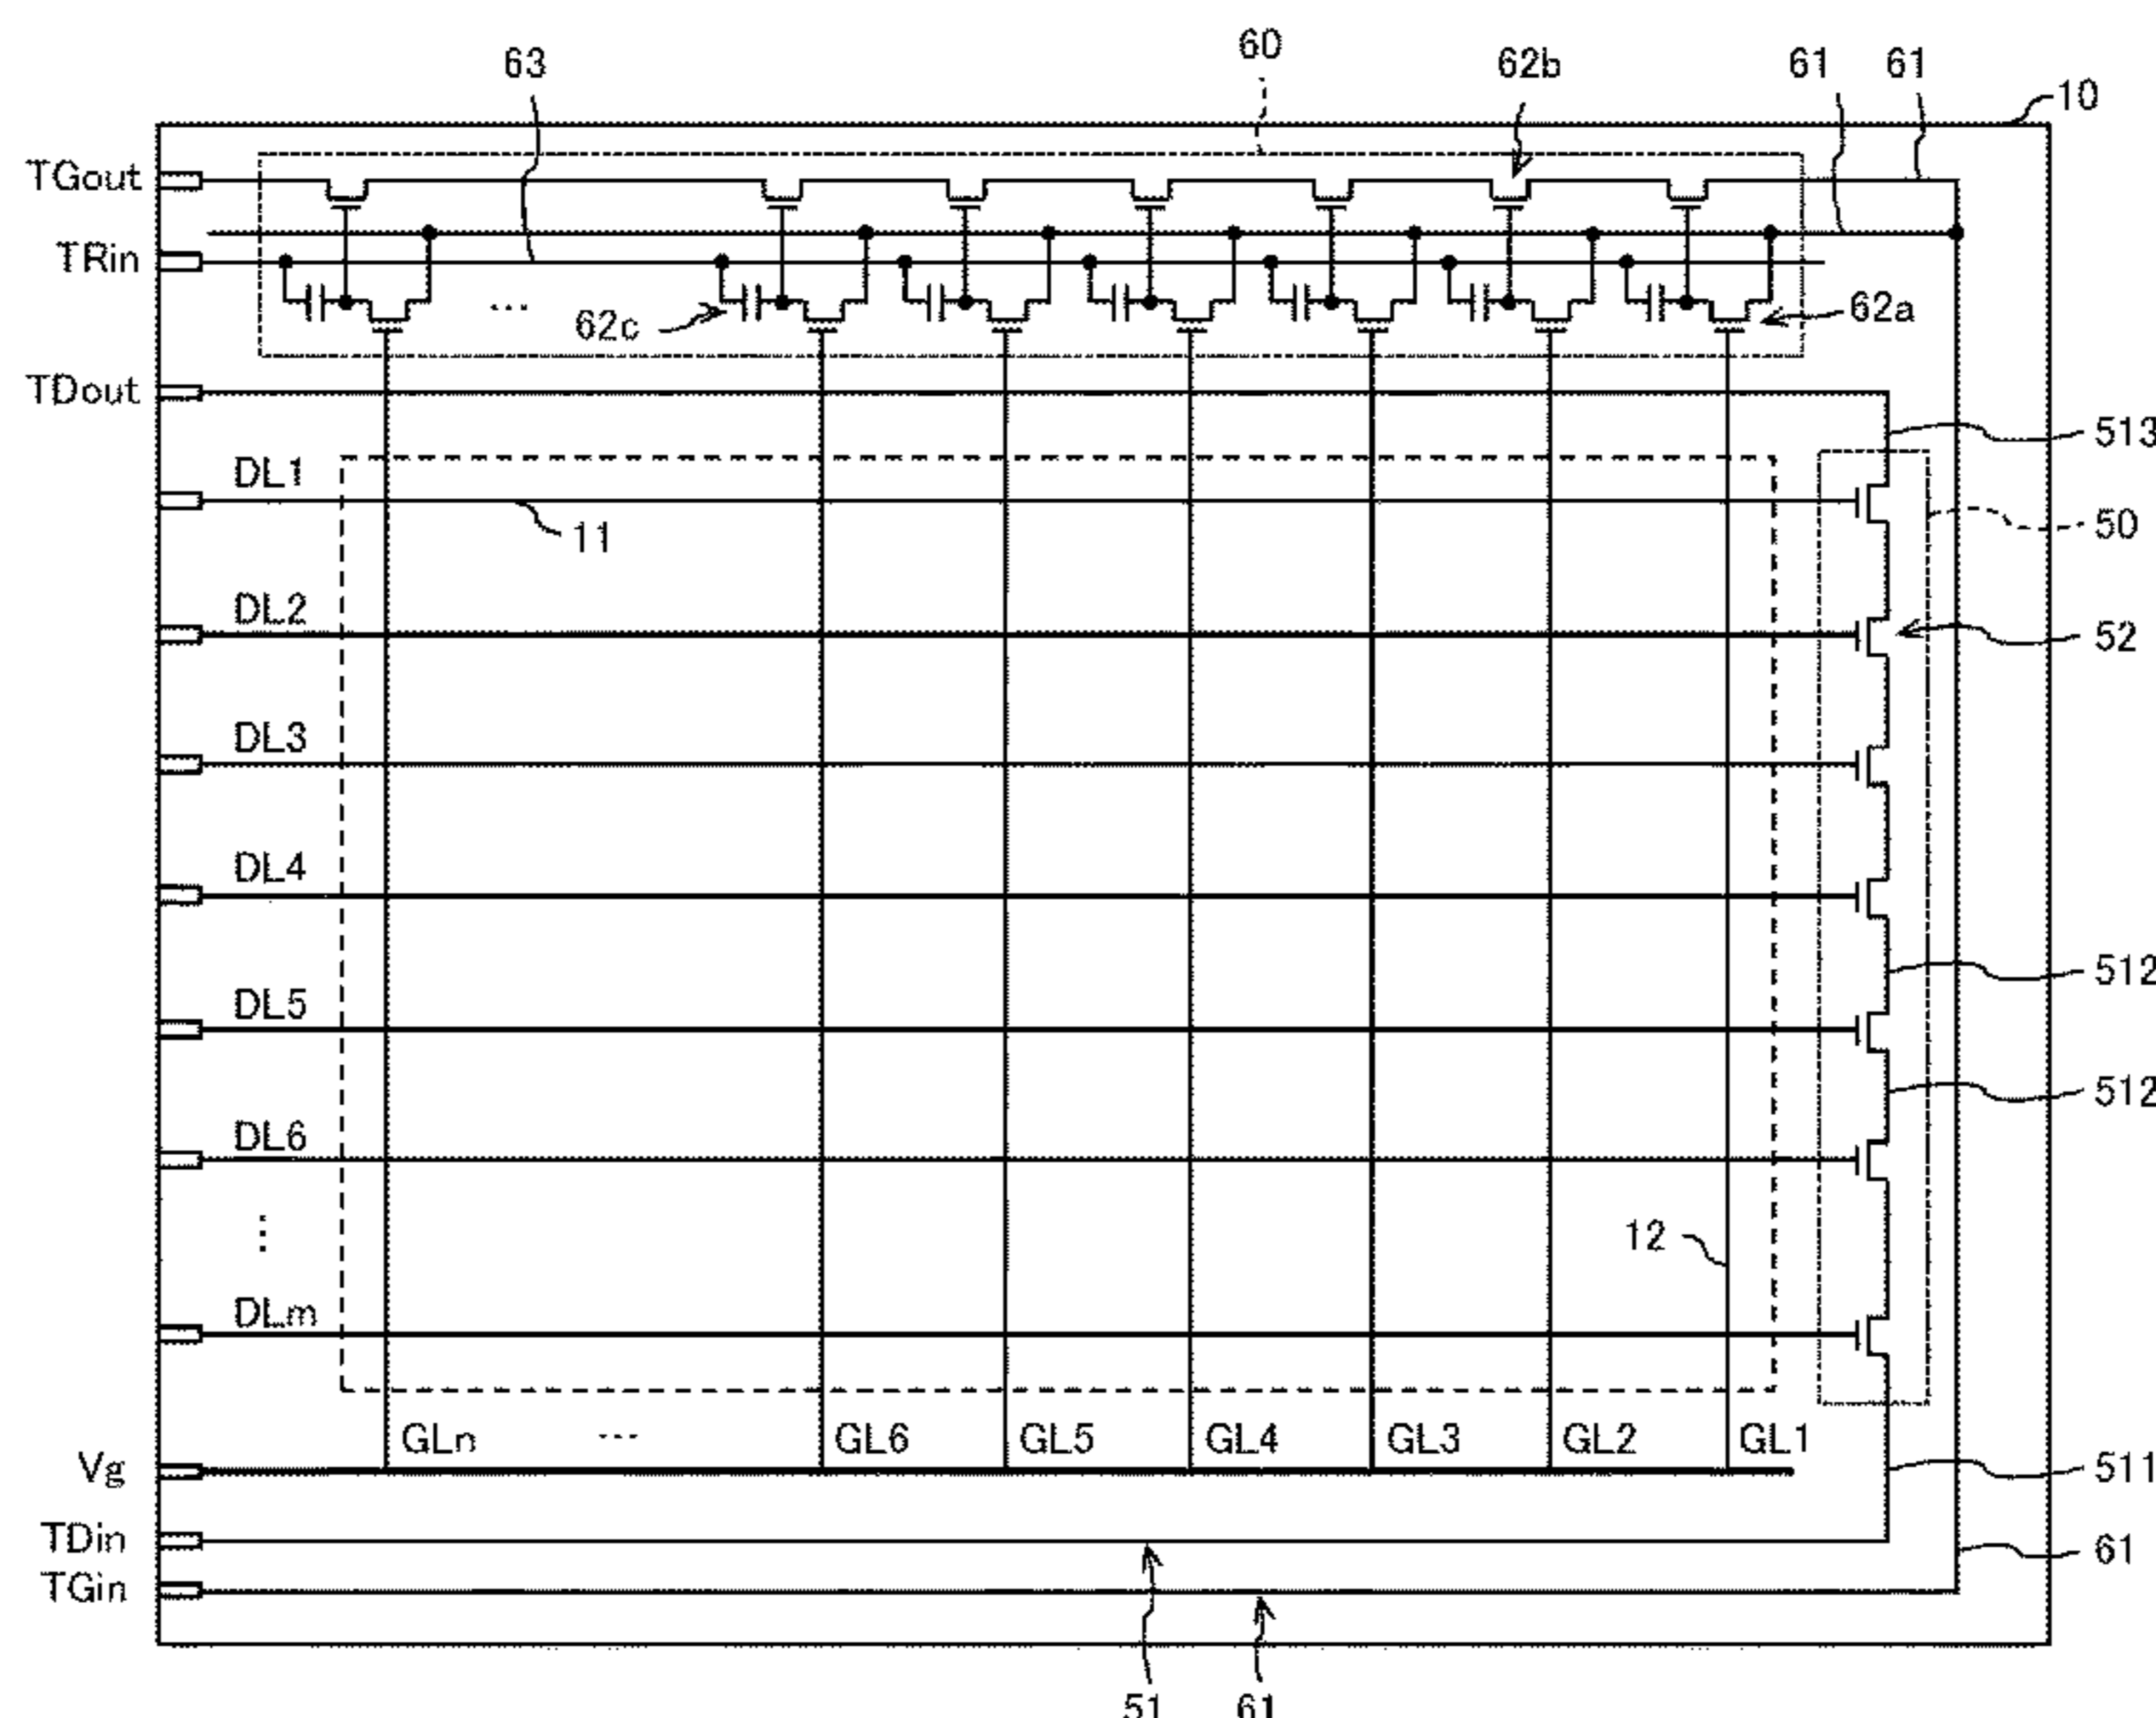 60
63
62b
61
61
10
TGout
TRin
...
62c
62a
TDout
513
DL1
11
50
DL2
52
DL3
DL4
512
DL5
512
DL6
⋮
12
DLm
GLn
...
GL6
GL5
GL4
GL3
GL2
GL1
Vg
511
TDin
61
TGin
51
61